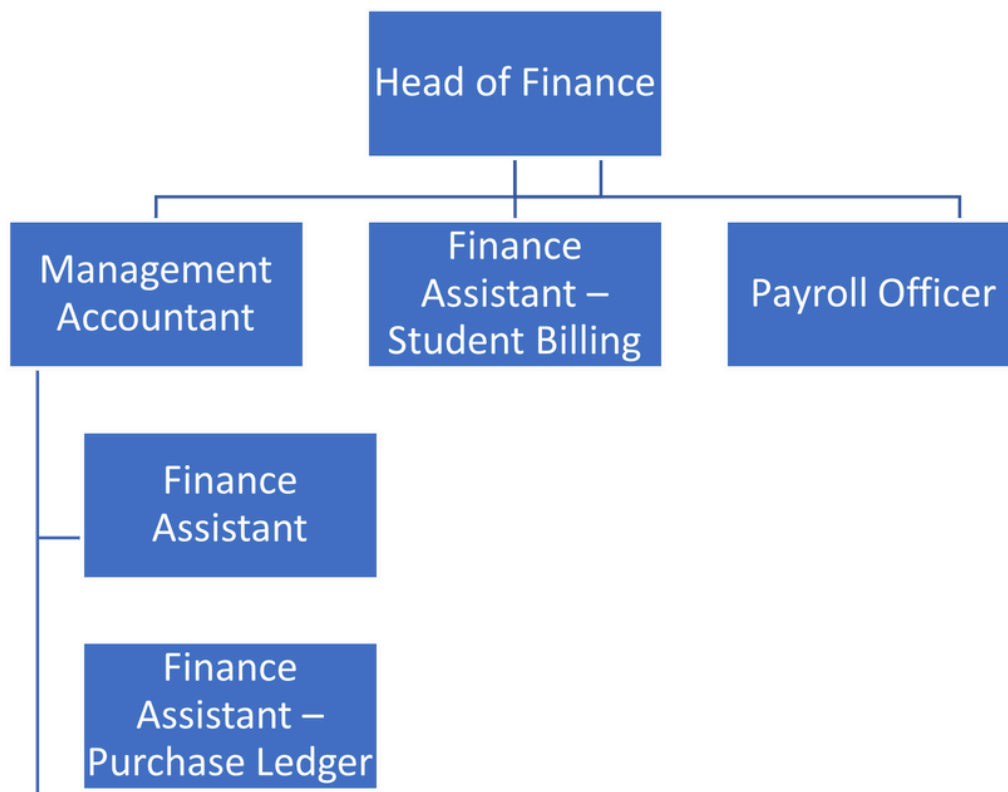 Head of Finance
Management
Accountant
Finance
Assistant –
Student Billing
Payroll Officer
Finance
Assistant
Finance
Assistant –
Purchase Ledger